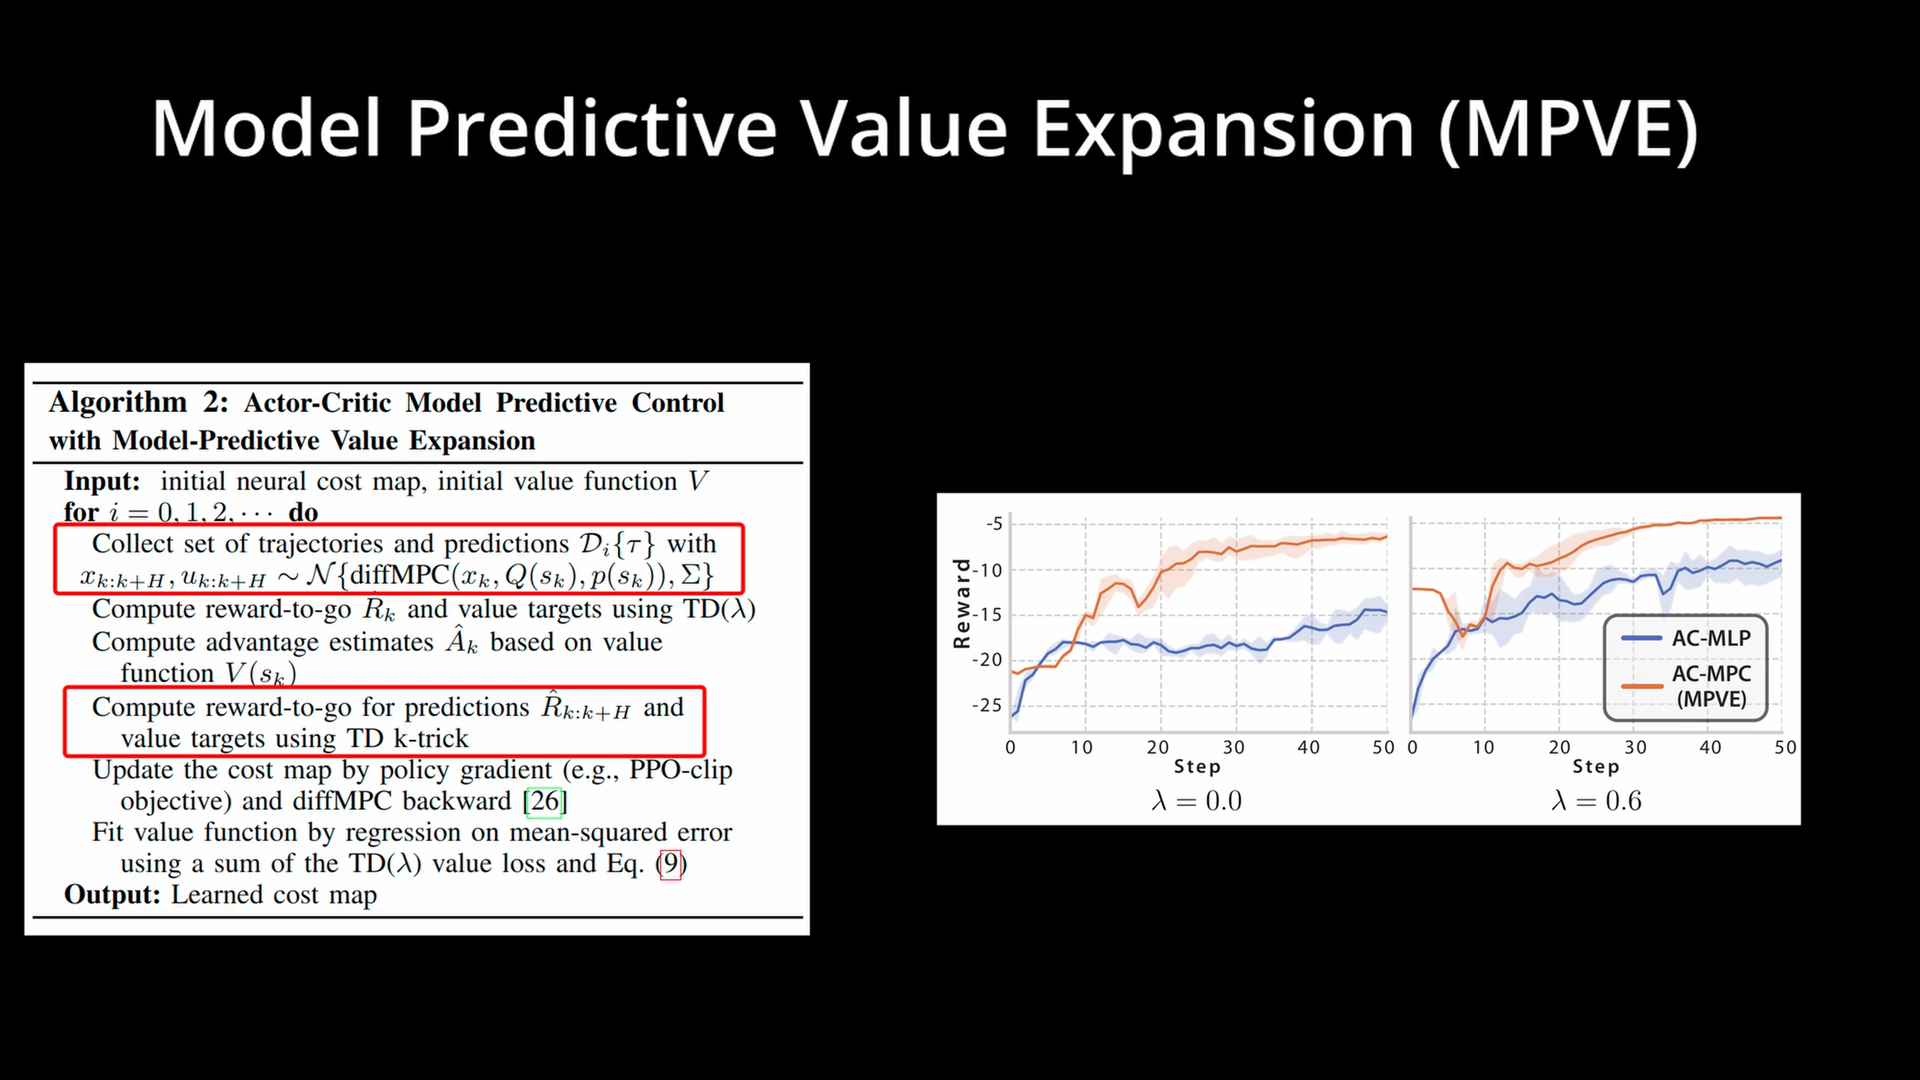 Model Predictive Value Expansion (MPVE)
Algorithm 2: Actor-Critic Model Predictive Control
with Model-Predictive Value Expansion
Input: initial neural cost map, initial value function V
for i = 0, 1, 2, · · · do
Collect set of trajectories and predictions 𝒟ᵢ{τ} with
x_{k:k+H}, u_{k:k+H} ∼ 𝒩{diffMPC(x_k, Q(s_k), p(s_k)), Σ}
Compute reward-to-go R̂_k and value targets using TD(λ)
Compute advantage estimates Â_k based on value
function V(s_k)
Compute reward-to-go for predictions R̂_{k:k+H} and
value targets using TD k-trick
Update the cost map by policy gradient (e.g., PPO-clip
objective) and diffMPC backward [26]
Fit value function by regression on mean-squared error
using a sum of the TD(λ) value loss and Eq. (9)
Output: Learned cost map
Reward
-5
-10
-15
-20
-25
0 10 20 30 40 50
Step
λ = 0.0
AC-MLP
AC-MPC
(MPVE)
0 10 20 30 40 50
Step
λ = 0.6